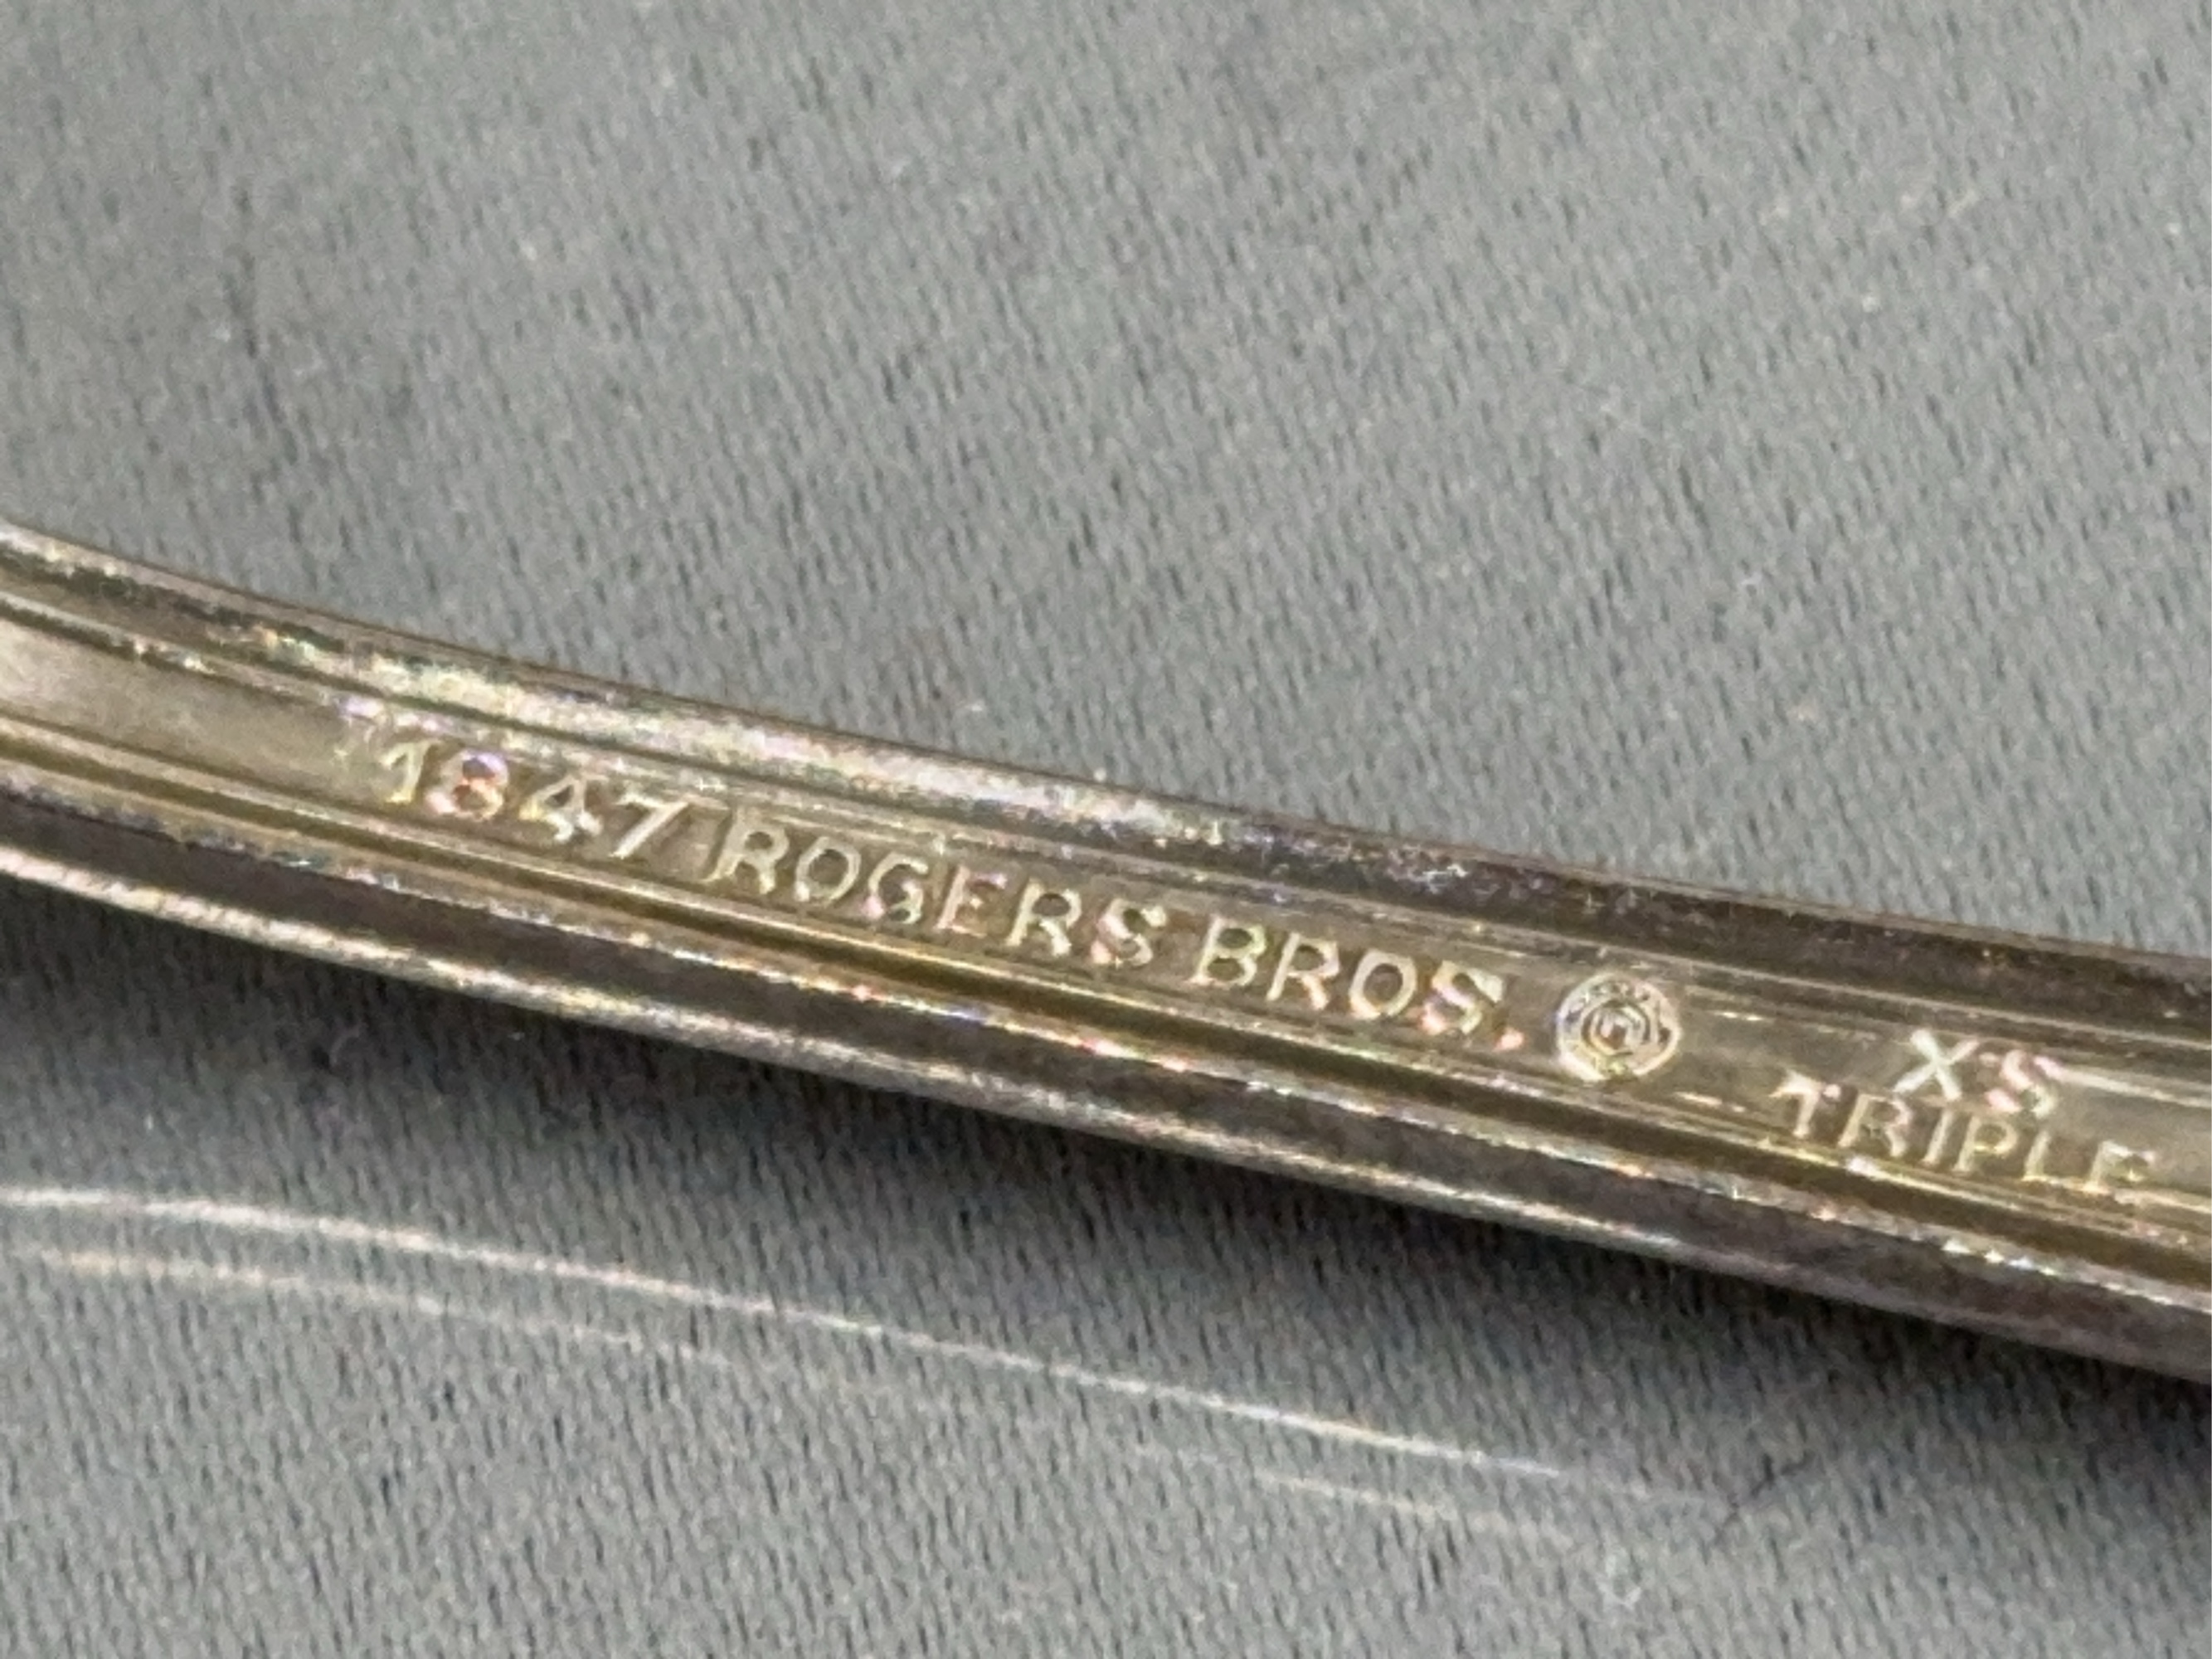 1847 ROGERS BROS.
XS
TRIPLE